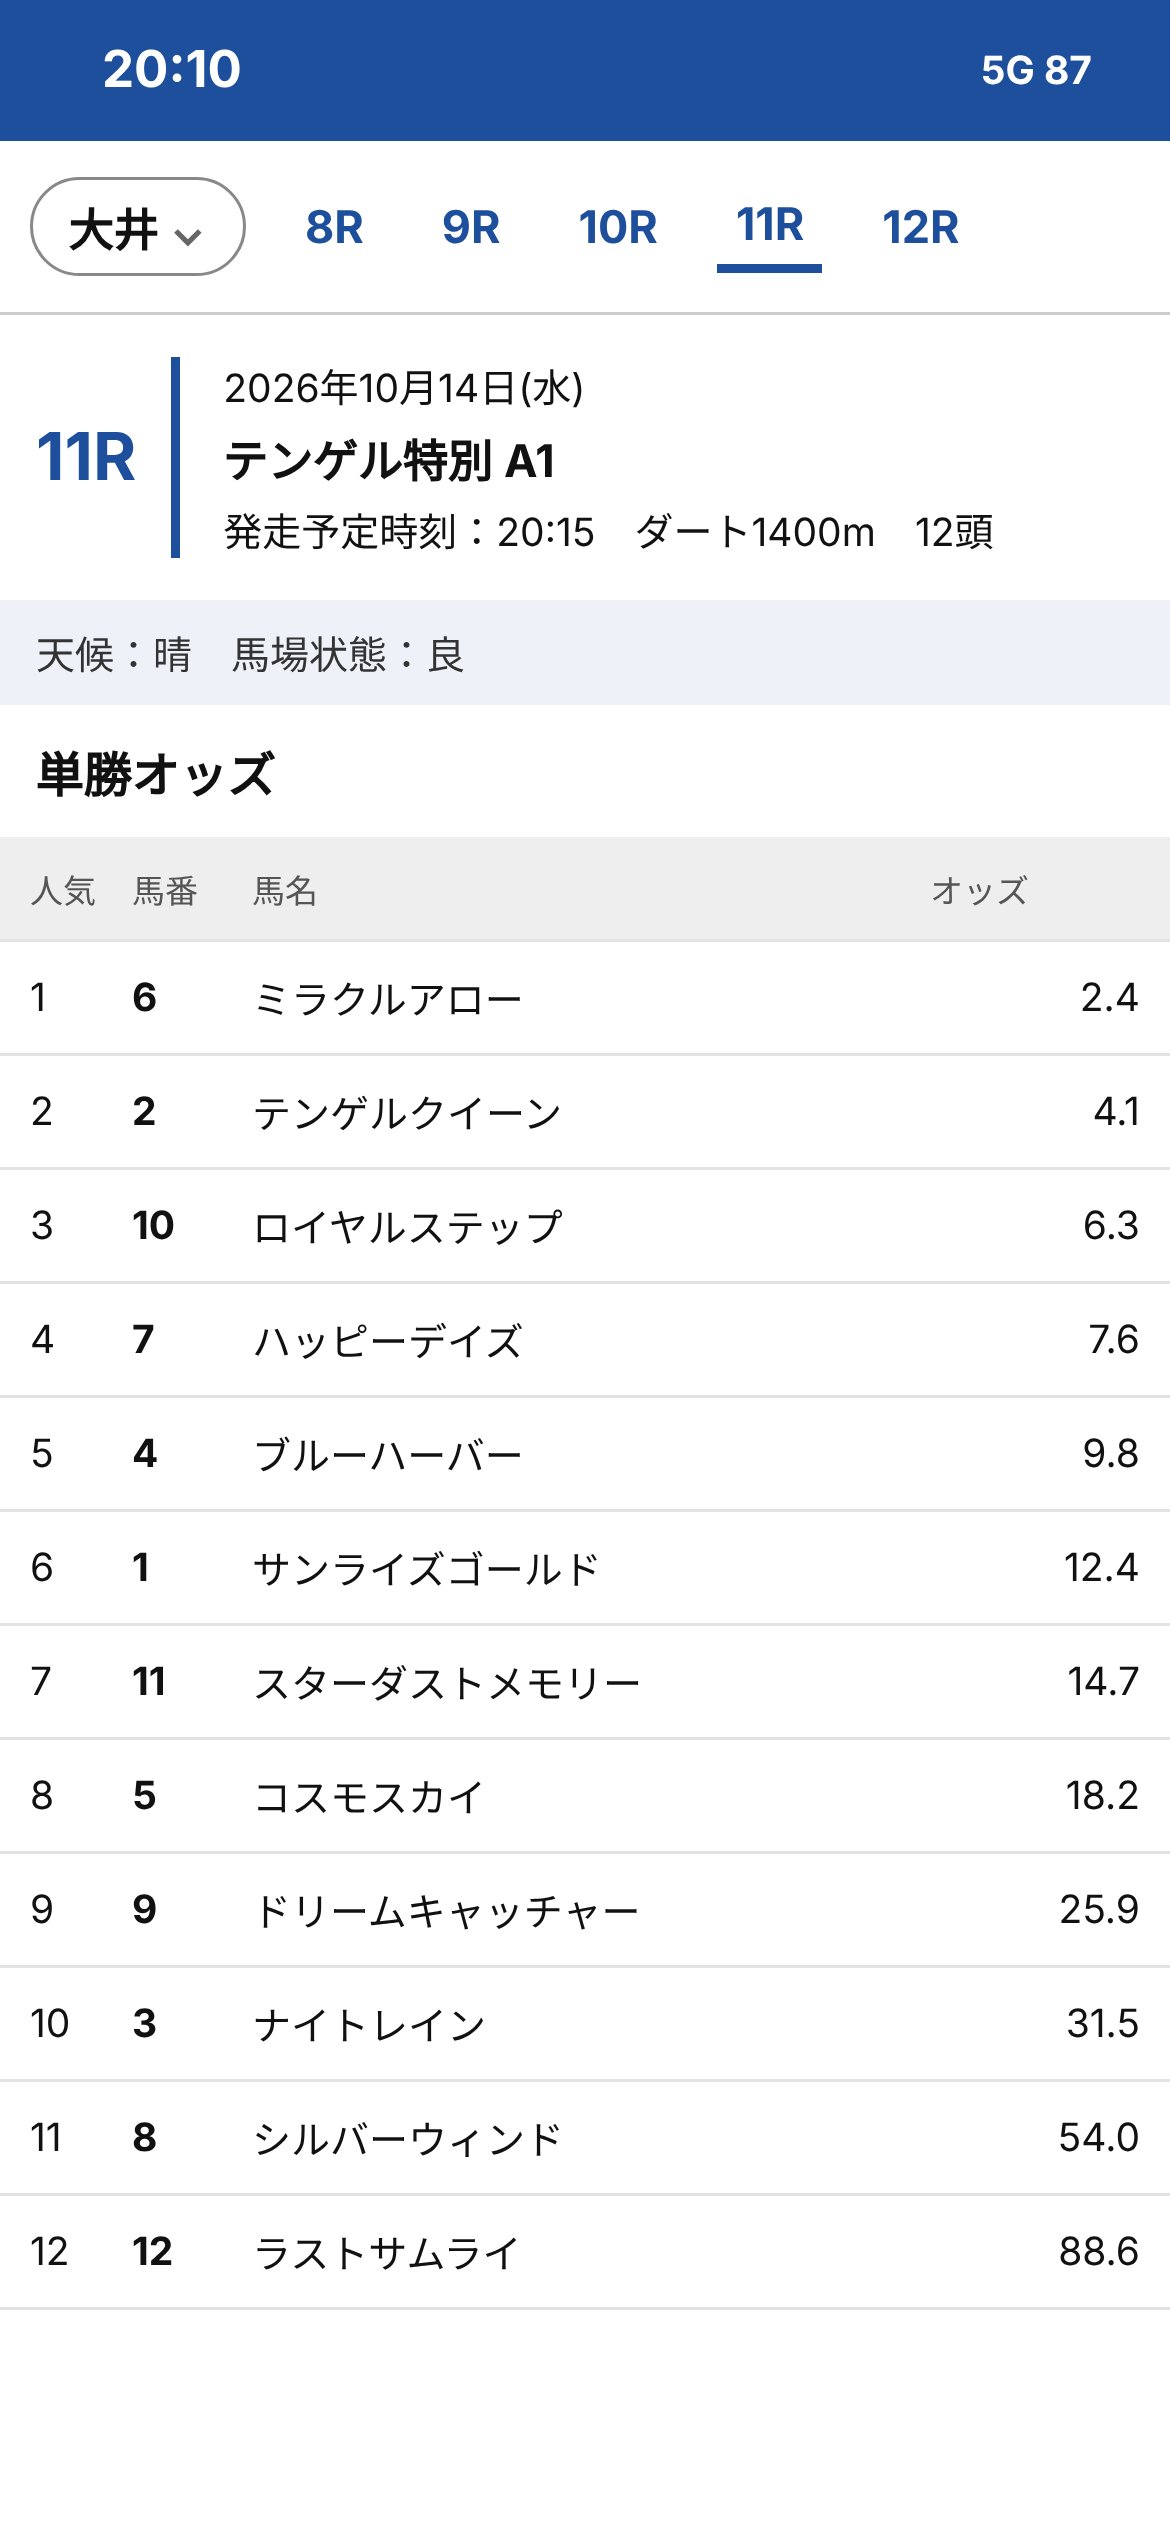 20:10 5G 87
大井 8R 9R 10R 11R 12R
11R
2026年10月14日(水)
テンゲル特別 A1
発走予定時刻：20:15　ダート1400m　12頭
天候：晴　馬場状態：良
単勝オッズ
人気 馬番 馬名 オッズ
1 6 ミラクルアロー 2.4
2 2 テンゲルクイーン 4.1
3 10 ロイヤルステップ 6.3
4 7 ハッピーデイズ 7.6
5 4 ブルーハーバー 9.8
6 1 サンライズゴールド 12.4
7 11 スターダストメモリー 14.7
8 5 コスモスカイ 18.2
9 9 ドリームキャッチャー 25.9
10 3 ナイトレイン 31.5
11 8 シルバーウィンド 54.0
12 12 ラストサムライ 88.6